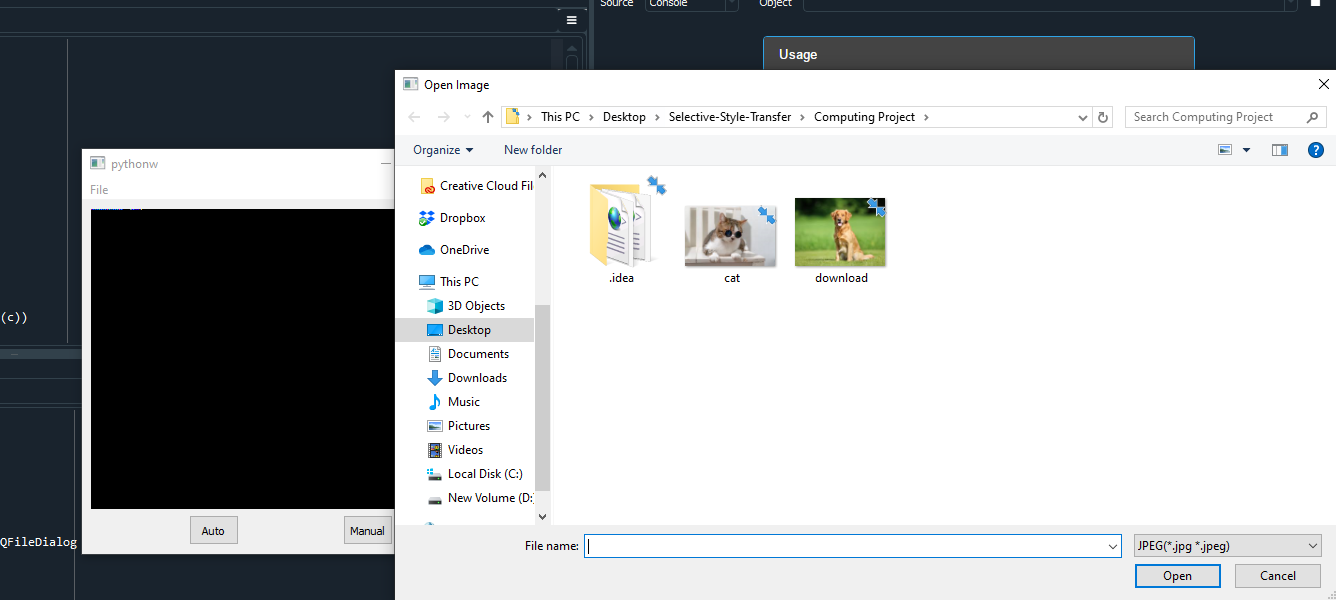 Source
Console
Object
Usage
Open Image
This PC
Desktop
Selective-Style-Transfer
Computing Project
Search Computing Project
Organize
New folder
pythonw
File
Creative Cloud Fil
Dropbox
OneDrive
This PC
3D Objects
Desktop
Documents
Downloads
Music
Pictures
Videos
Local Disk (C:)
New Volume (D:
.idea
cat
download
(c))
Auto
Manual
QFileDialog
File name:
JPEG(*.jpg *.jpeg)
Open
Cancel